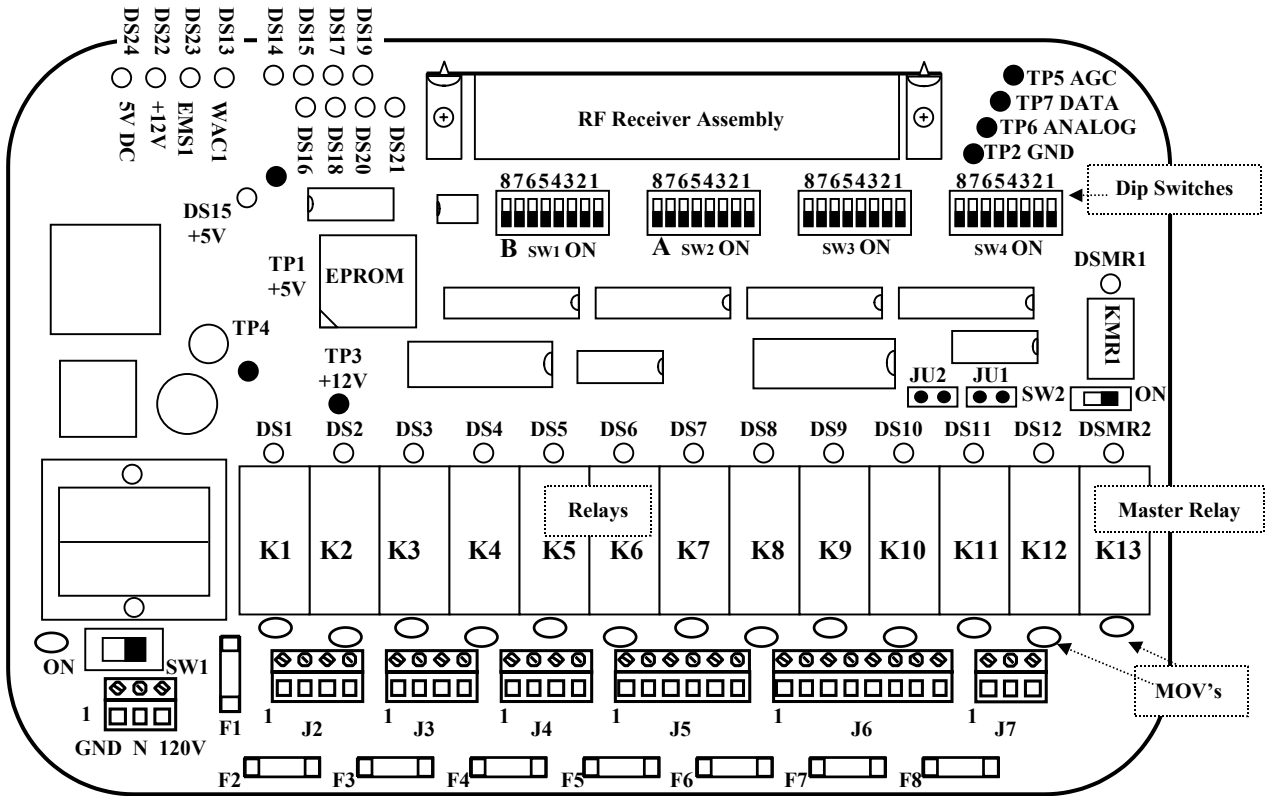 DS24 DS22 DS23 DS13 DS14 DS15 DS17 DS19
5V DC +12V EMS1 WAC1 DS16 DS18 DS20 DS21
RF Receiver Assembly
TP5 AGC
TP7 DATA
TP6 ANALOG
TP2 GND
Dip Switches
87654321 87654321 87654321 87654321
B SW1 ON A SW2 ON SW3 ON SW4 ON
DS15
+5V
TP1
+5V
EPROM
DSMR1
KMR1
TP4
TP3
+12V
JU2 JU1 SW2 ON
DS1 DS2 DS3 DS4 DS5 DS6 DS7 DS8 DS9 DS10 DS11 DS12 DSMR2
Relays
Master Relay
K1 K2 K3 K4 K5 K6 K7 K8 K9 K10 K11 K12 K13
ON SW1
MOV's
1 F1 1 J2 1 J3 1 J4 1 J5 1 J6 1 J7
GND N 120V
F2 F3 F4 F5 F6 F7 F8